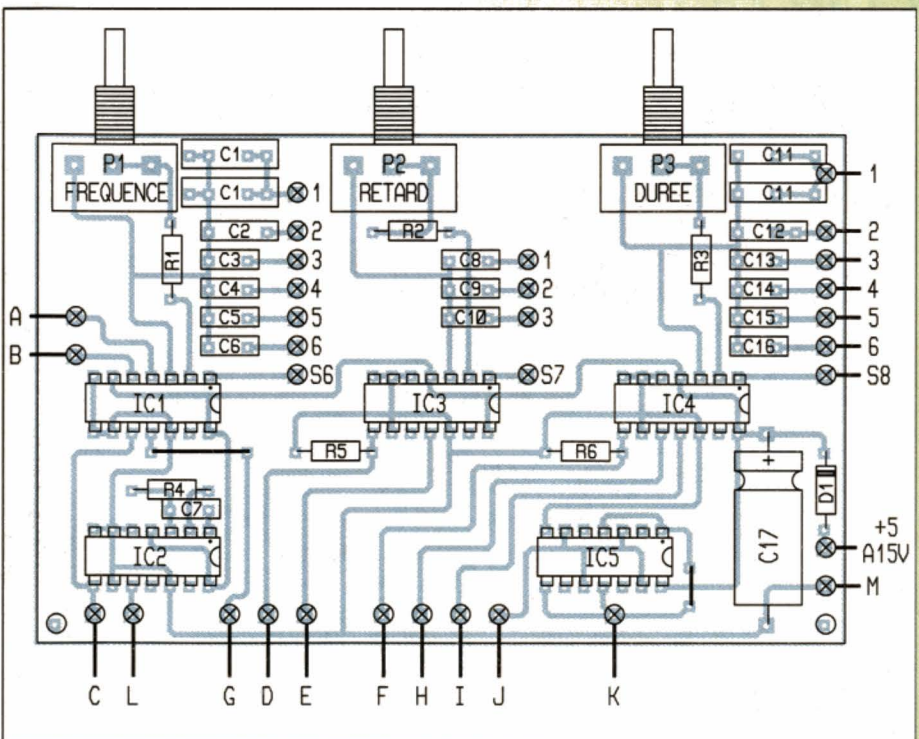 P1 P2 P3
FREQUENCE RETARD DUREE
C1 C11 1
C1 1 C11
R1 C2 2 R2 R3 C12 2
C3 3 C8 1 C13 3
C4 4 C9 2 C14 4
A C5 5 C10 3 C15 5
B C6 6 C16 6
S6 S7 S8
IC1 IC3 IC4
R5 R6 +
R4 D1
C7 +5
IC2 IC5 C17 A15V
M
C L G D E F H I J K